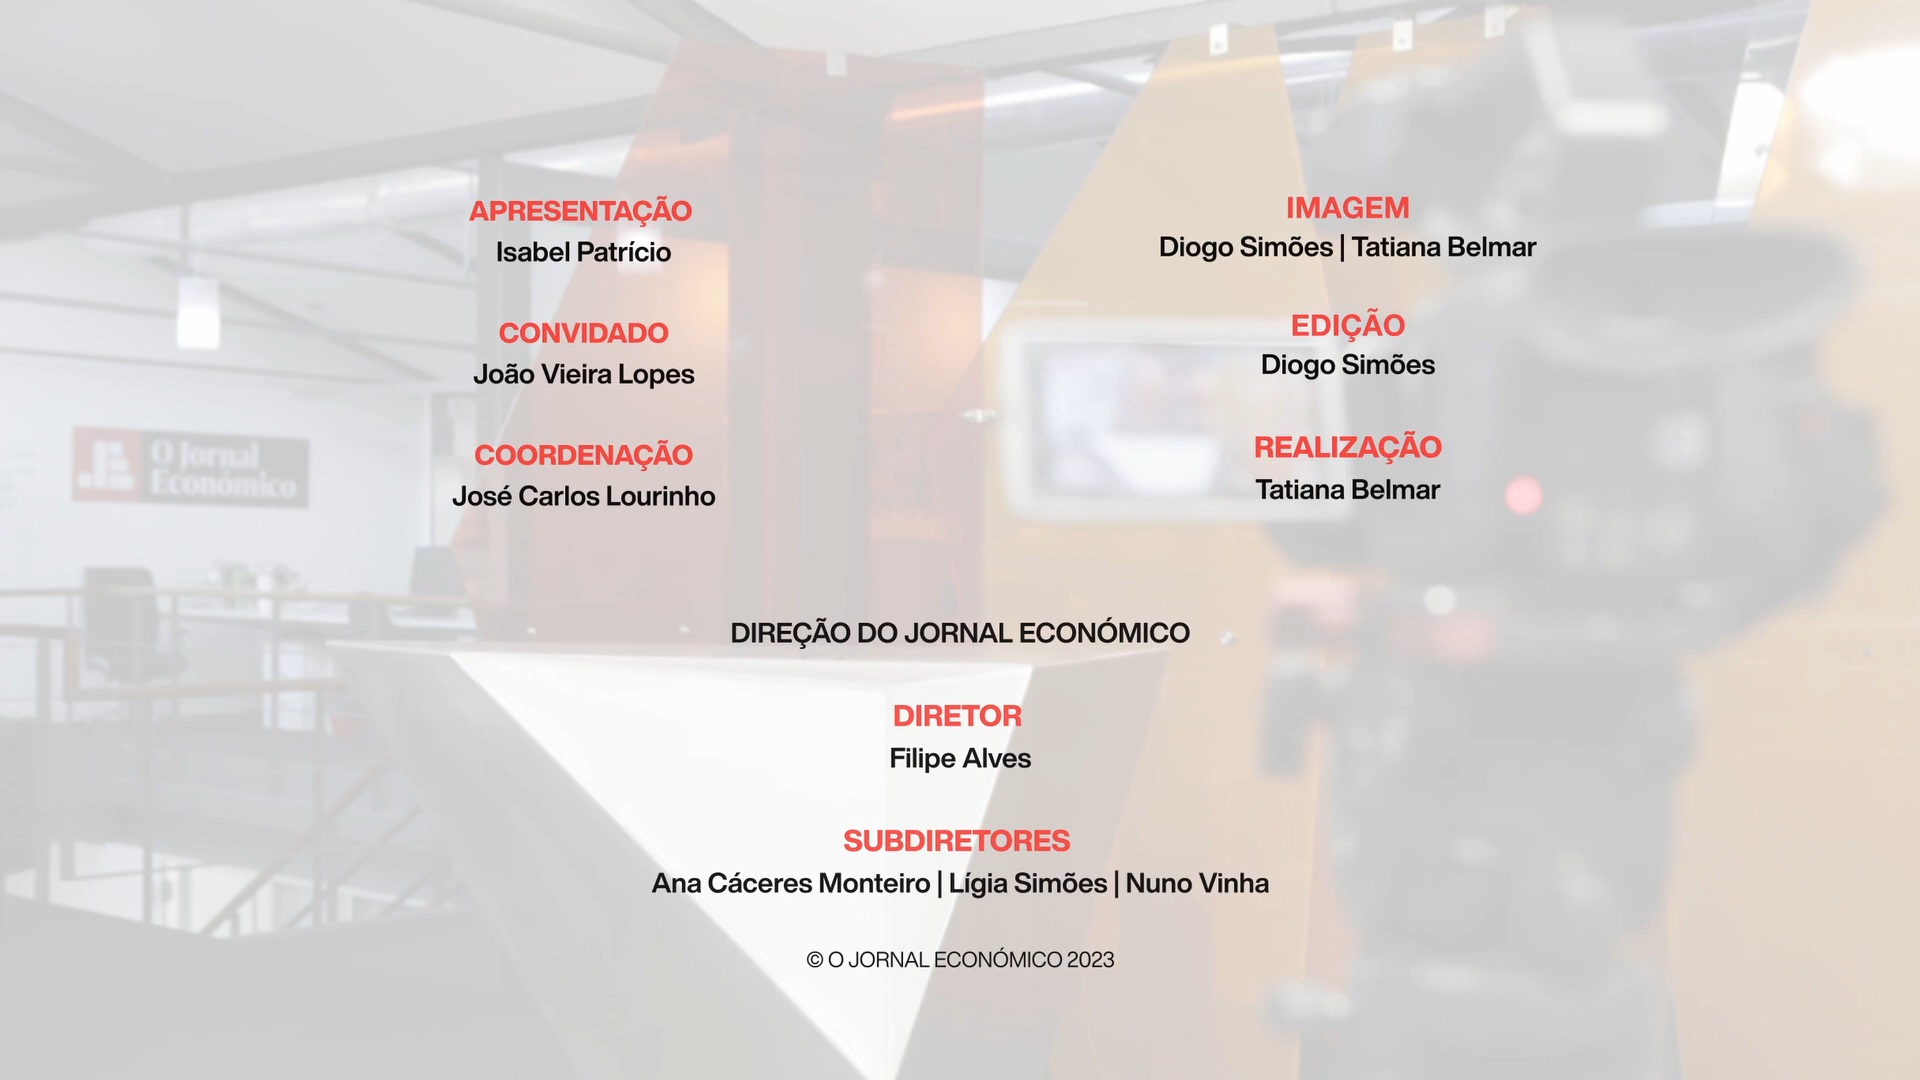 APRESENTAÇÃO
Isabel Patrício
CONVIDADO
João Vieira Lopes
COORDENAÇÃO
José Carlos Lourinho
IMAGEM
Diogo Simões | Tatiana Belmar
EDIÇÃO
Diogo Simões
REALIZAÇÃO
Tatiana Belmar
O Jornal
Económico
DIREÇÃO DO JORNAL ECONÓMICO
DIRETOR
Filipe Alves
SUBDIRETORES
Ana Cáceres Monteiro | Lígia Simões | Nuno Vinha
© O JORNAL ECONÓMICO 2023